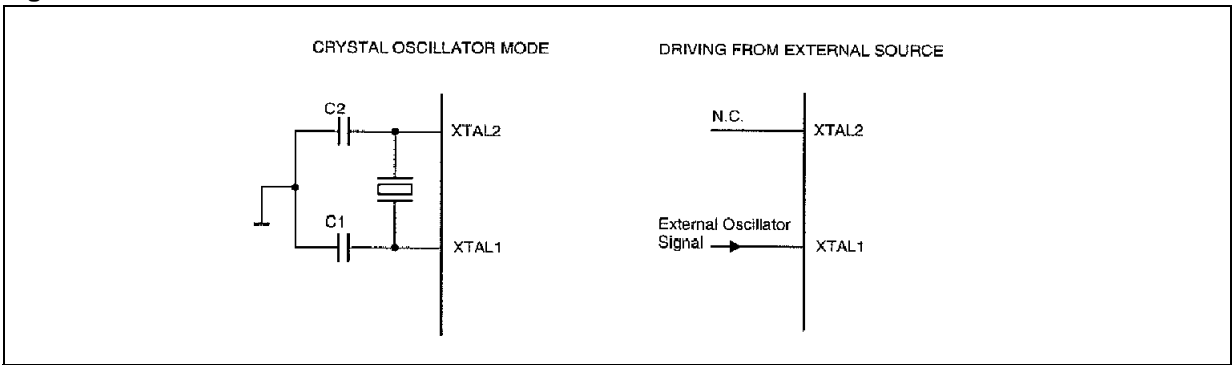 CRYSTAL OSCILLATOR MODE
C2
XTAL2
C1
XTAL1
DRIVING FROM EXTERNAL SOURCE
N.C.
XTAL2
External Oscillator
Signal
XTAL1